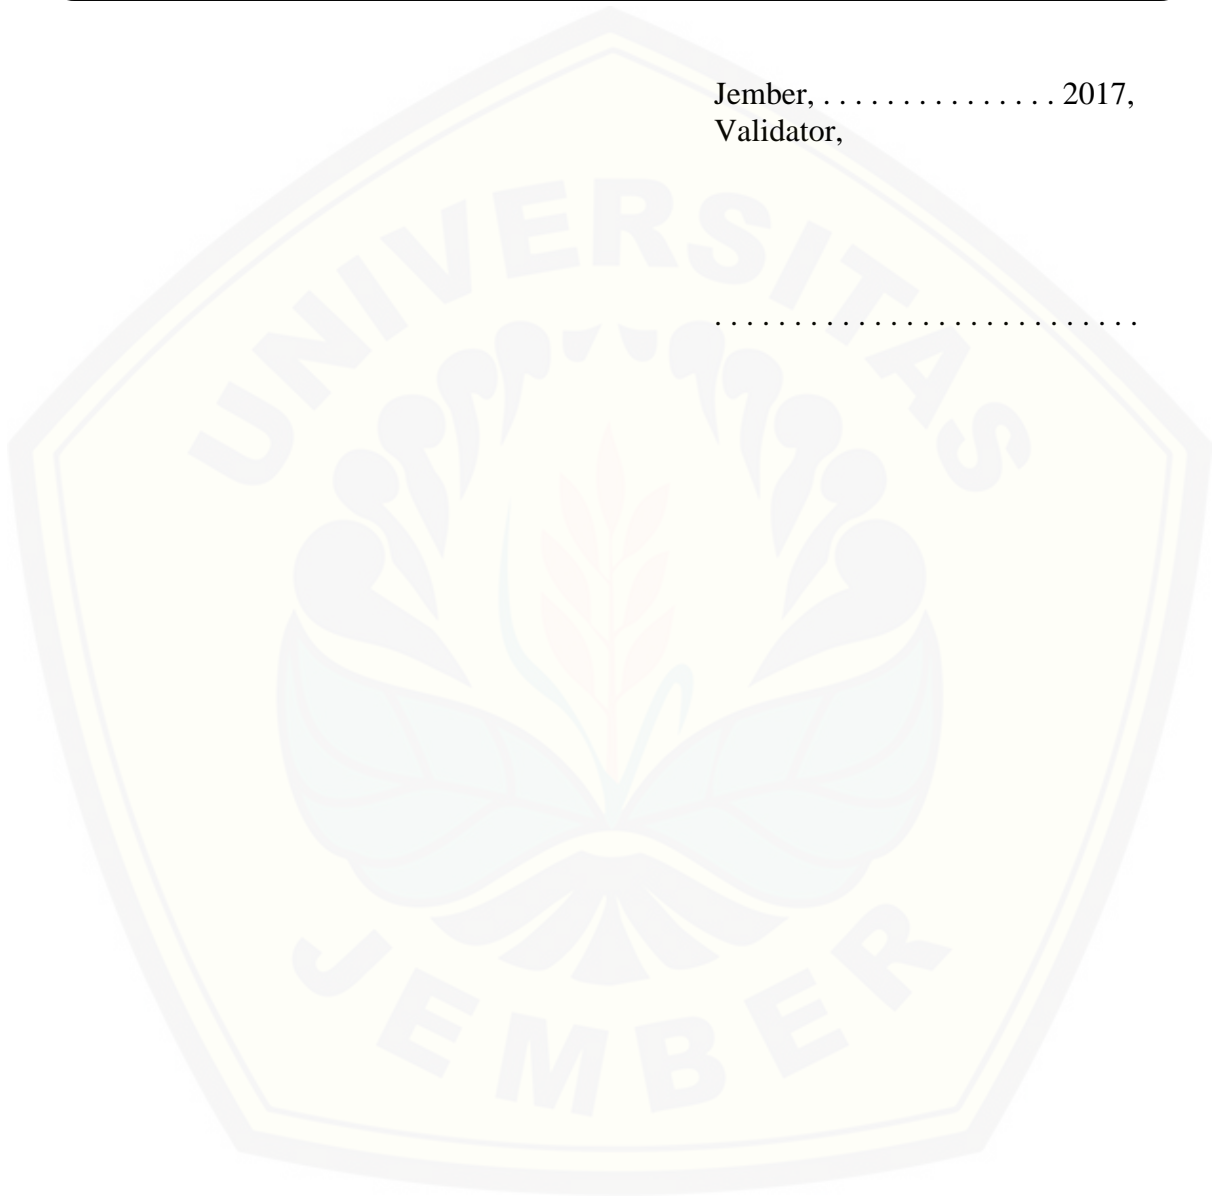 Jember, . . . . . . . . . . . . . . . 2017,
Validator,
. . . . . . . . . . . . . . . . . . . . . . . . . . .
UNIVERSITAS
JEMBER